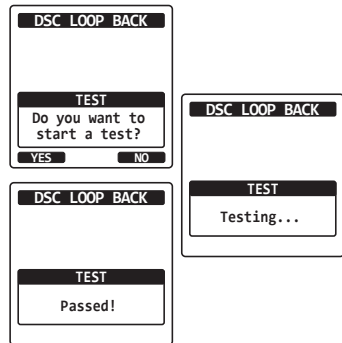 DSC LOOP BACK
TEST
Do you want to
start a test?
YES NO
DSC LOOP BACK
TEST
Testing...
DSC LOOP BACK
TEST
Passed!